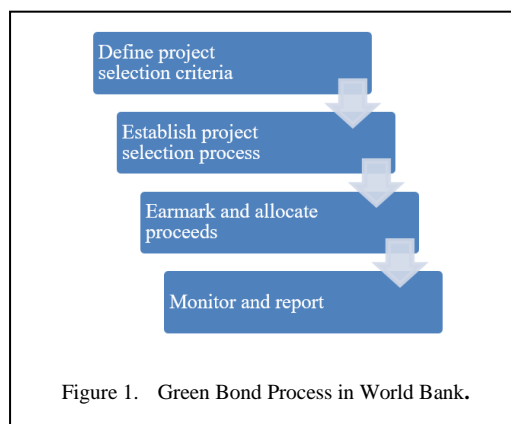 Define project
selection criteria
Establish project
selection process
Earmark and allocate
proceeds
Monitor and report
Figure 1. Green Bond Process in World Bank.